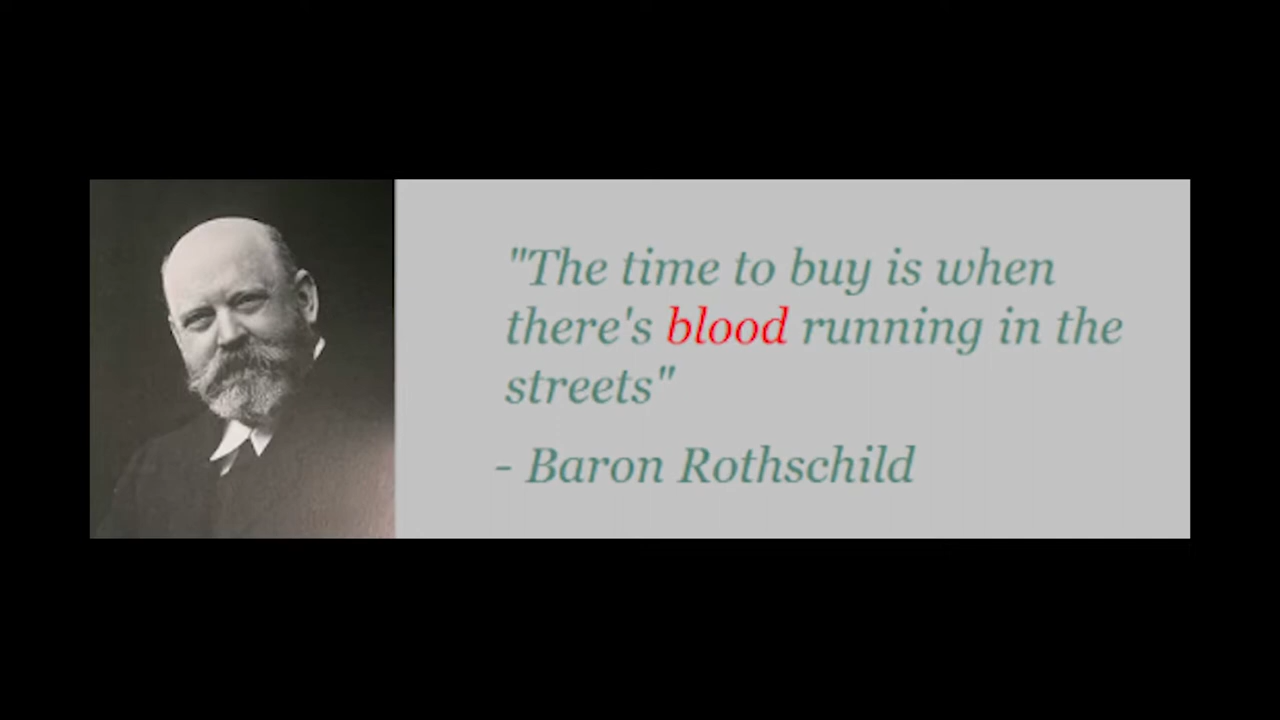 "The time to buy is when
there's blood running in the
streets"
- Baron Rothschild